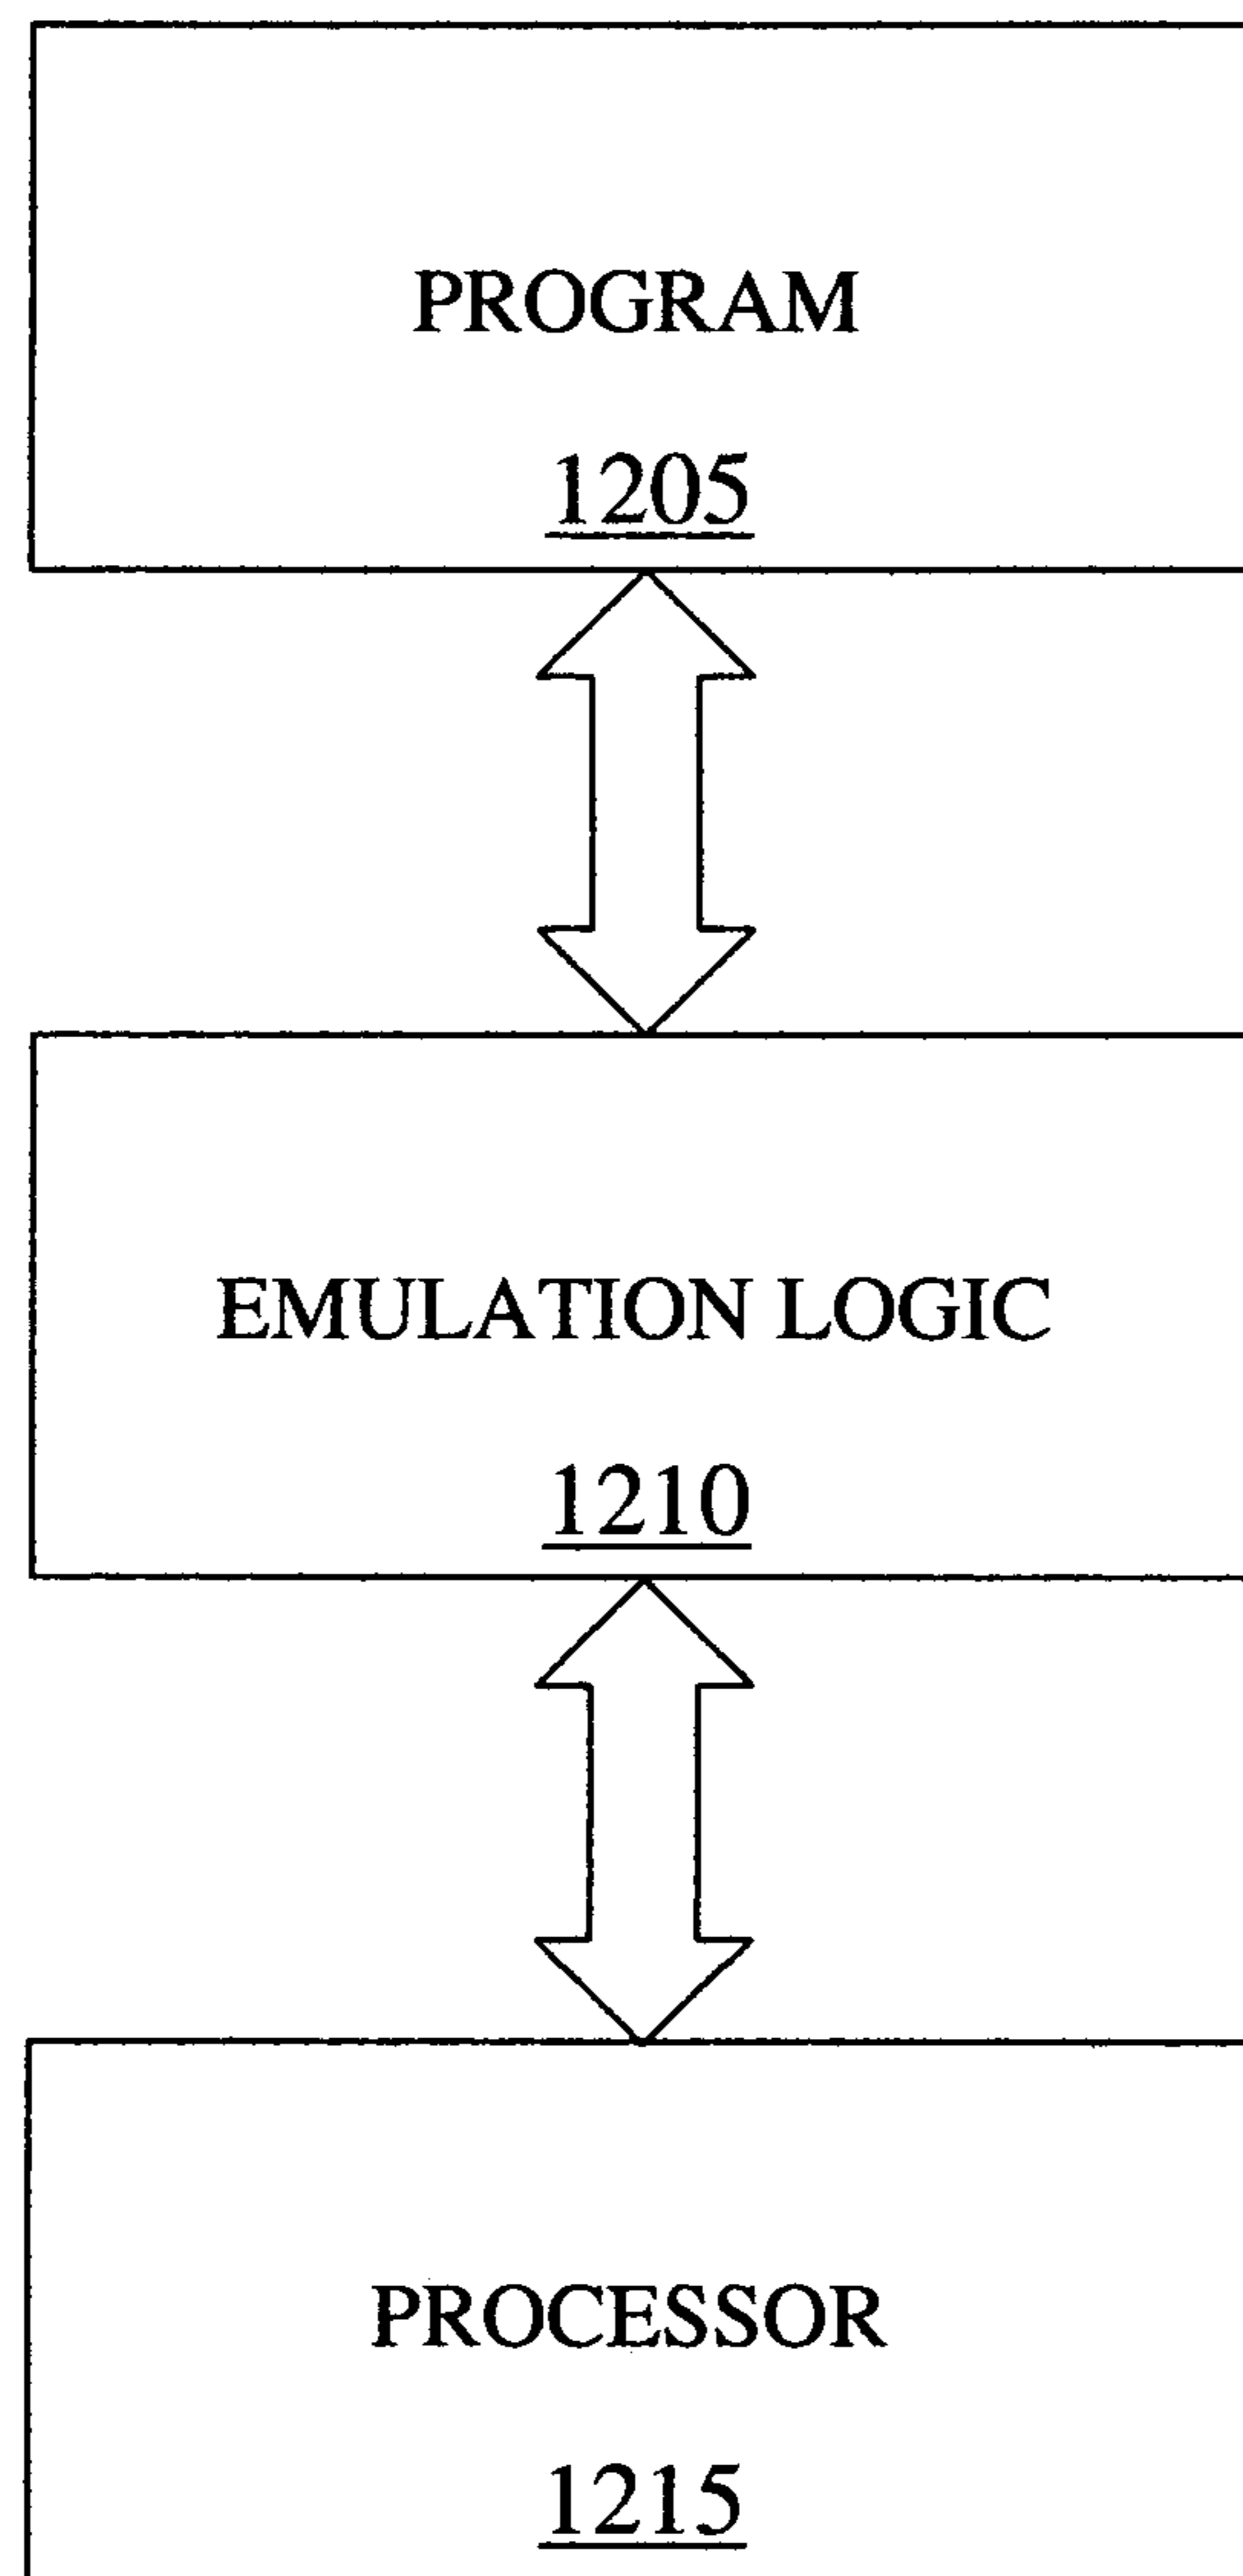 PROGRAM
1205
EMULATION LOGIC
1210
PROCESSOR
1215